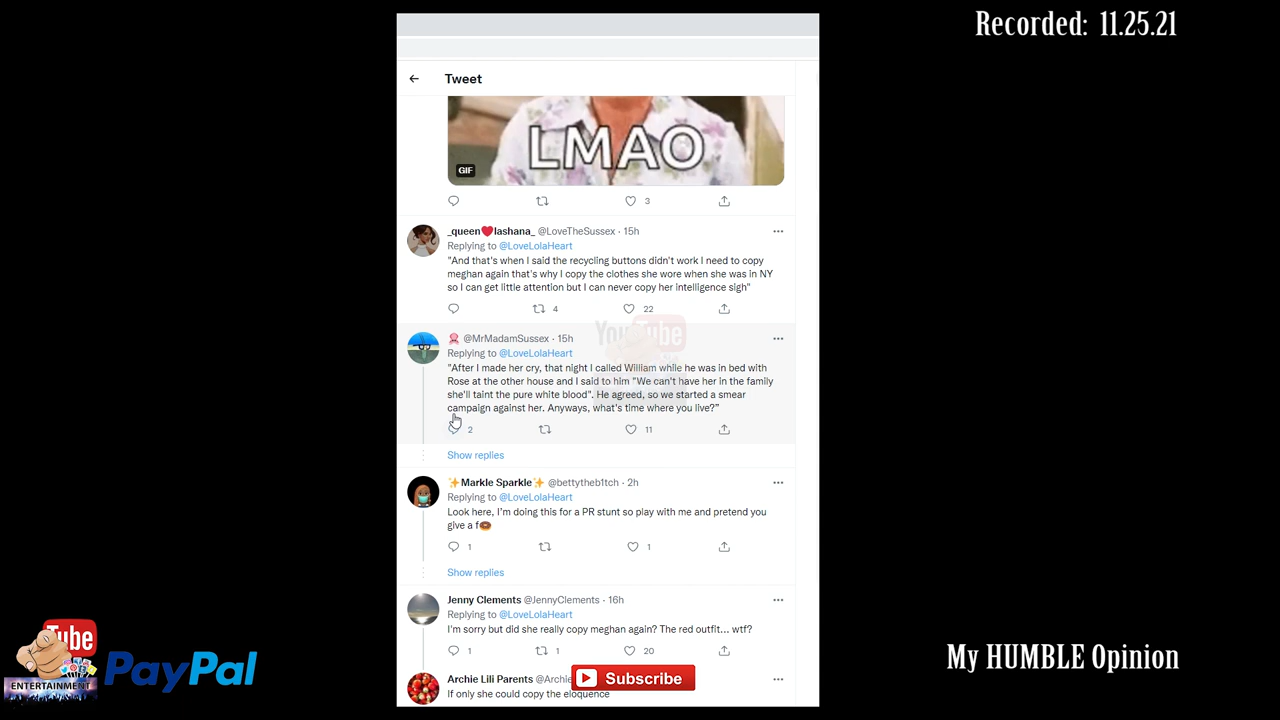 Recorded: 11.25.21
Tweet
LMAO
GIF
3
_queen❤️lashana_ @LoveTheSussex · 15h
Replying to @LoveLolaHeart
"And that's when I said the recycling buttons didn't work I need to copy
meghan again that's why I copy the clothes she wore when she was in NY
so I can get little attention but I can never copy her intelligence sigh"
4 22
YouTube
@MrMadamSussex · 15h
Replying to @LoveLolaHeart
"After I made her cry, that night I called William while he was in bed with
Rose at the other house and I said to him "We can't have her in the family
she'll taint the pure white blood". He agreed, so we started a smear
campaign against her. Anyways, what's time where you live?"
2 11
Show replies
✨Markle Sparkle✨ @bettytheb1tch · 2h
Replying to @LoveLolaHeart
Look here, I'm doing this for a PR stunt so play with me and pretend you
give a f🍩
1 1
Show replies
Jenny Clements @JennyClements · 16h
Replying to @LoveLolaHeart
I'm sorry but did she really copy meghan again? The red outfit... wtf?
1 1 20
Archie Lili Parents @Archie
If only she could copy the eloquence
Subscribe
Tube
ENTERTAINMENT
PayPal
My HUMBLE Opinion